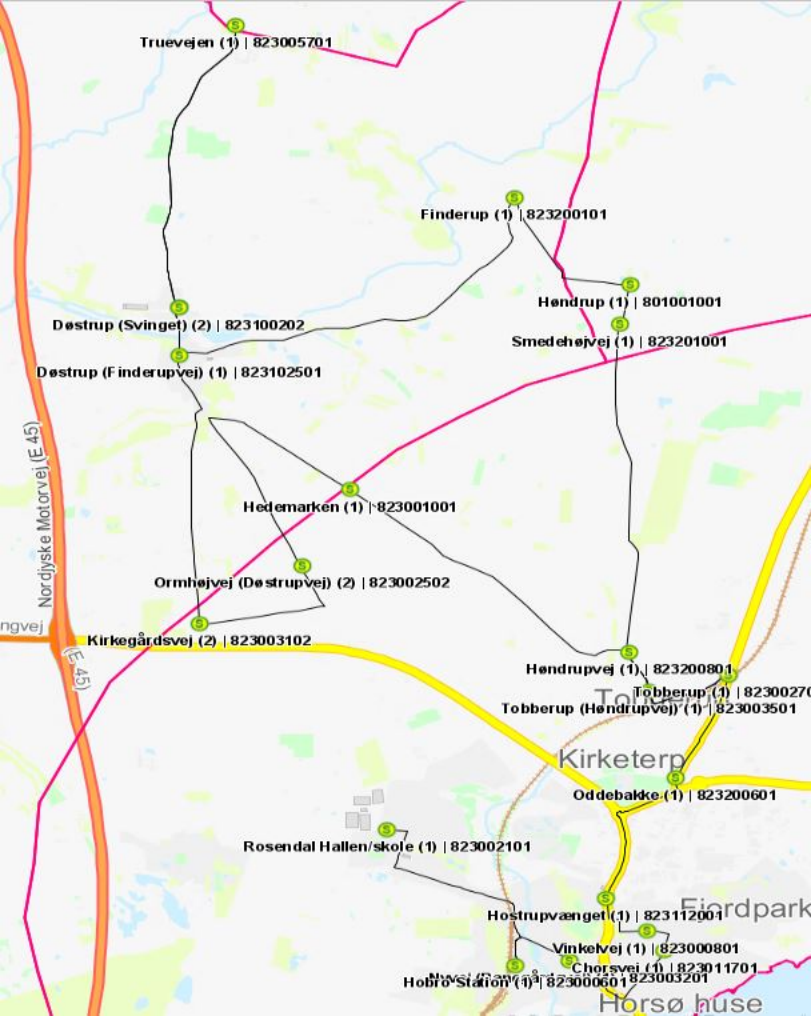 Truevejen (1) | 823005701
Finderup (1) | 823200101
Høndrup (1) | 801001001
Døstrup (Svinget) (2) | 823100202
Smedehøjvej (1) | 823201001
Døstrup (Finderupvej) (1) | 823102501
Nordjyske Motorvej (E 45)
Hedemarken (1) | 823001001
Ormhøjvej (Døstrupvej) (2) | 823002502
ngvej
Kirkegårdsvej (2) | 823003102
(E 45)
Høndrupvej (1) | 823200801
Tobberup (1) | 82300270
Tobberup (Høndrupvej) (1) | 823003501
Kirketerp
Oddebakke (1) | 823200601
Rosendal Hallen/skole (1) | 823002101
Fjordpark
Hostrupvænget (1) | 823112001
Vinkelvej (1) | 823000801
Chorsvej (1) | 823011701
823003201
Hobro Station (1) | 823000601
Horsø huse